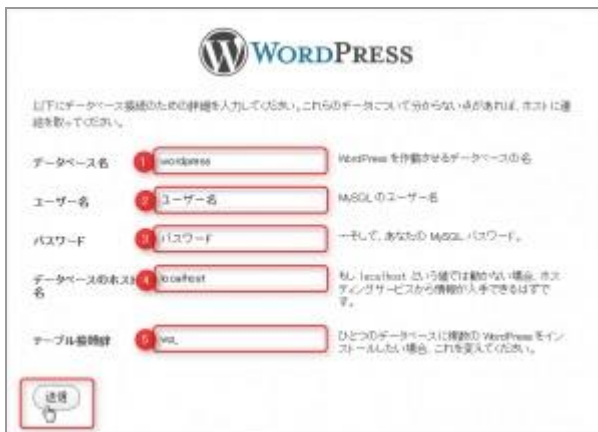 WORDPRESS
以下にデータベース接続のための詳細を入力してください。これらのデータについて分からない点があれば、ホストに連
絡を取ってください。
データベース名 1 wordpress WordPress を作動させるデータベースの名
ユーザー名 2 ユーザー名 MySQL のユーザー名
パスワード 3 パスワード ...そして、あなたの MySQL パスワード。
データベースのホスト 4 localhost もし localhost という値では動かない場合、ホス
名 ティングサービスから情報が入手できるはずで
す。
テーブル接頭辞 5 ひとつのデータベースに複数の WordPress をイン
ストールしたい場合、これを変えてください。
送信